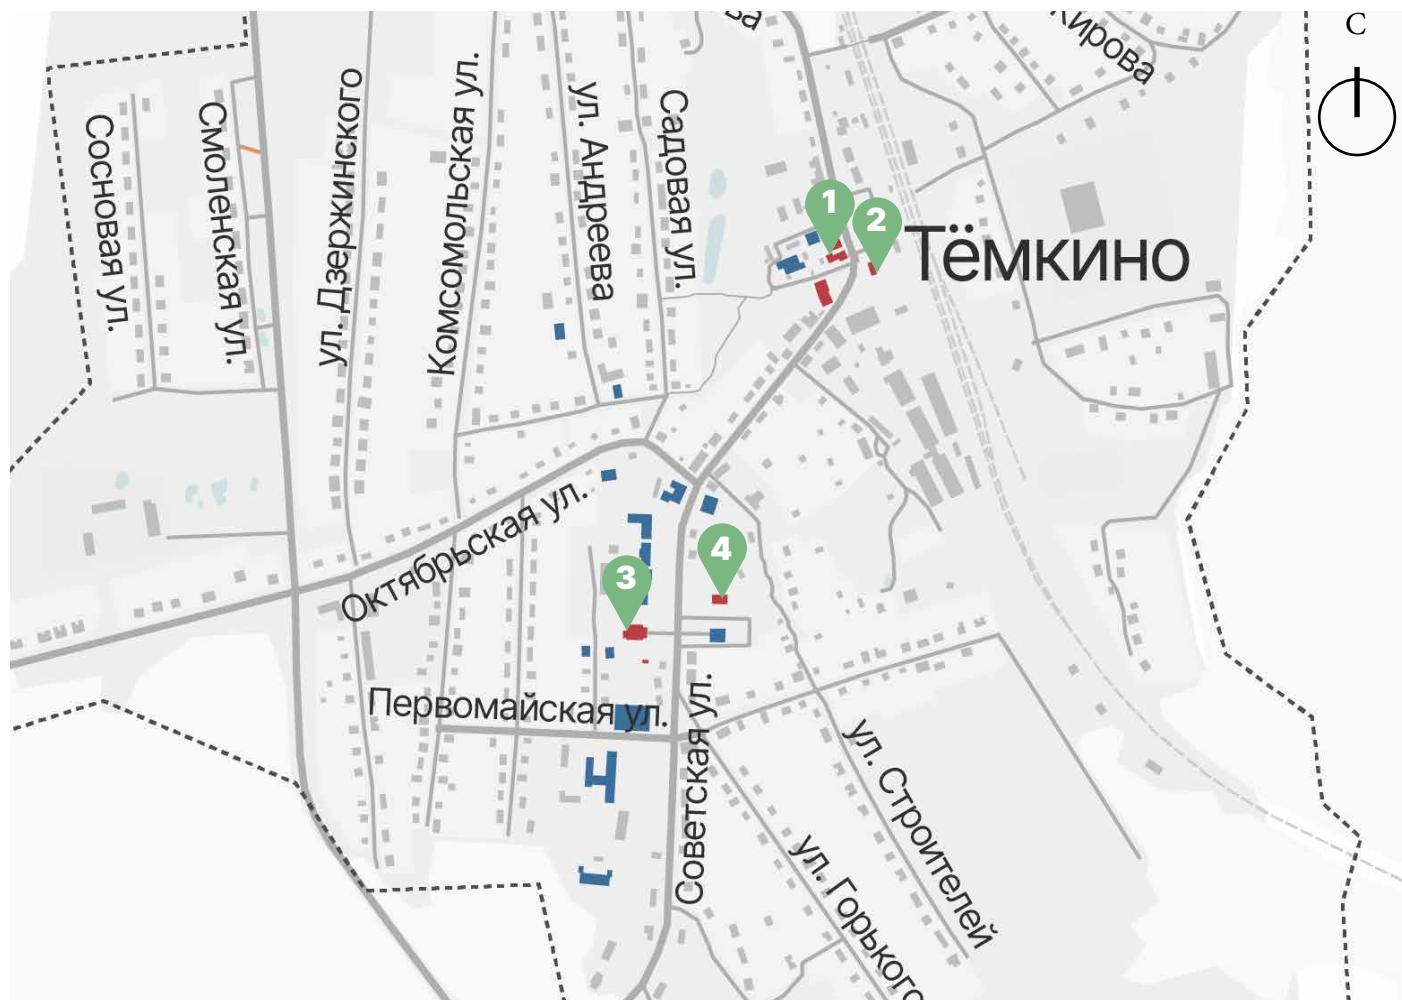 ва
Кирова
С
Сосновая ул.
Смоленская ул.
ул. Дзержинского
Комсомольская ул.
ул. Андреева
Садовая ул.
1
2
Тёмкино
Октябрьская ул.
3
4
Первомайская ул.
Советская ул.
ул. Строителей
ул. Горького